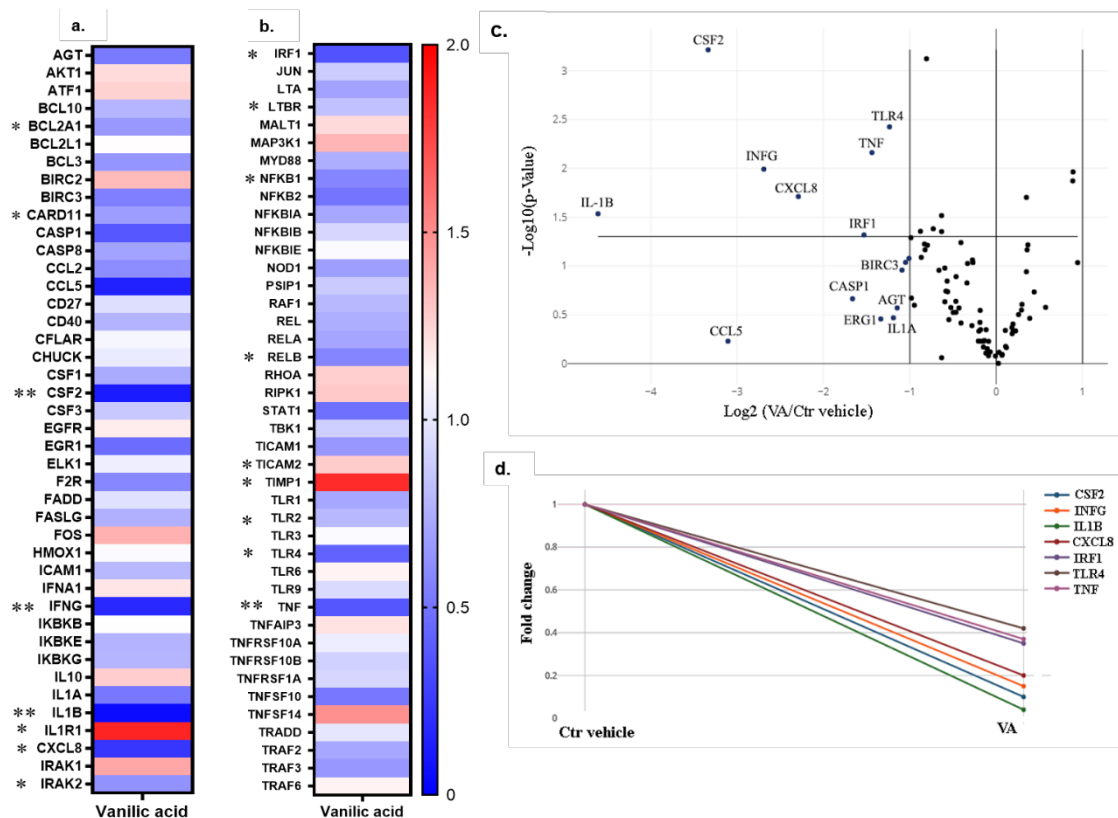 a.
AGT
AKT1
ATF1
BCL10
* BCL2A1
BCL2L1
BCL3
BIRC2
BIRC3
* CARD11
CASP1
CASP8
CCL2
CCL5
CD27
CD40
CFLAR
CHUCK
CSF1
** CSF2
CSF3
EGFR
EGR1
ELK1
F2R
FADD
FASLG
FOS
HMOX1
ICAM1
IFNA1
** IFNG
IKBKB
IKBKE
IKBKG
IL10
IL1A
** IL1B
* IL1R1
* CXCL8
IRAK1
* IRAK2
Vanilic acid
b.
* IRF1
JUN
LTA
* LTBR
MALT1
MAP3K1
MYD88
* NFKB1
NFKB2
NFKBIA
NFKBIB
NFKBIE
NOD1
PSIP1
RAF1
REL
RELA
* RELB
RHOA
RIPK1
STAT1
TBK1
TICAM1
* TICAM2
* TIMP1
TLR1
* TLR2
TLR3
* TLR4
TLR6
TLR9
** TNF
TNFAIP3
TNFRSF10A
TNFRSF10B
TNFRSF1A
TNFSF10
TNFSF14
TRADD
TRAF2
TRAF3
TRAF6
Vanilic acid
2.0
1.5
1.0
0.5
0
c.
CSF2
TLR4
TNF
INFG
CXCL8
IL-1B
IRF1
BIRC3
CASP1
AGT
ERG1
IL1A
CCL5
3
2.5
2
1.5
1
0.5
0
-Log10(p-Value)
−4
−3
−2
−1
0
1
Log2 (VA/Ctr vehicle)
d.
1
0.8
0.6
0.4
0.2
0
Fold change
Ctr vehicle
VA
CSF2
INFG
IL1B
CXCL8
IRF1
TLR4
TNF